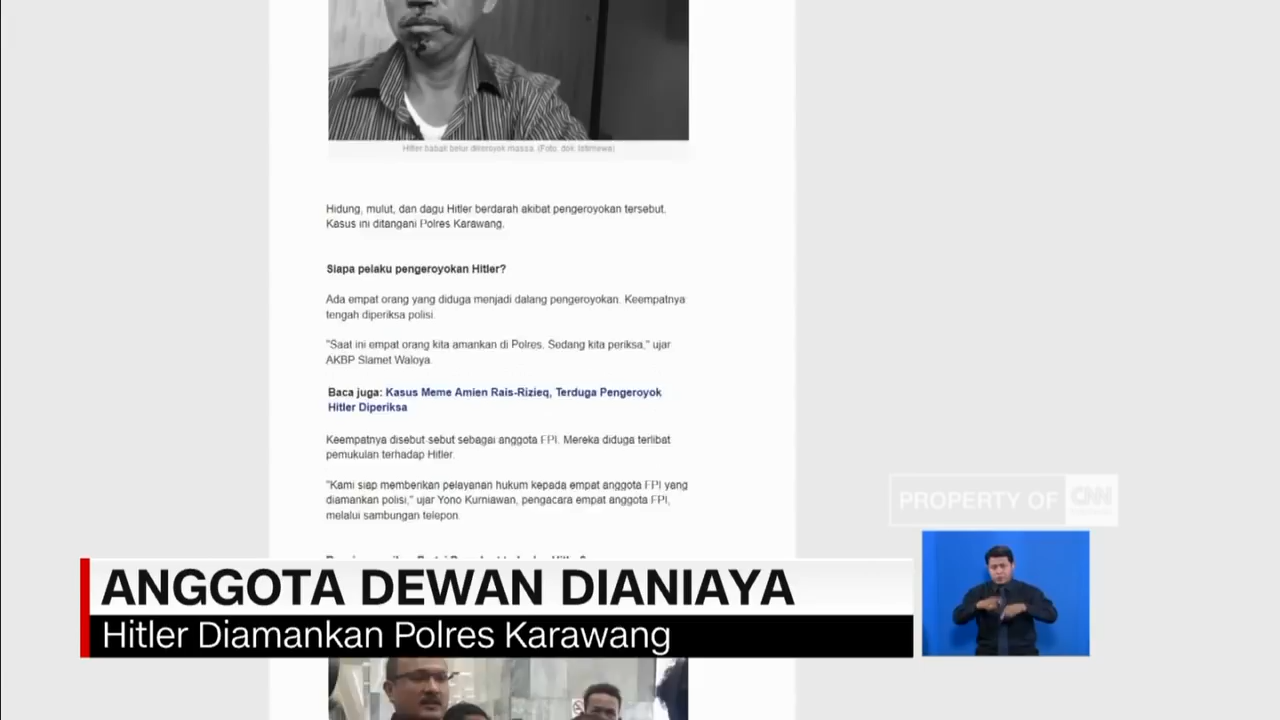 Hitler babak belur dikeroyok massa. (Foto: dok. Istimewa)
Hidung, mulut, dan dagu Hitler berdarah akibat pengeroyokan tersebut.
Kasus ini ditangani Polres Karawang.
Siapa pelaku pengeroyokan Hitler?
Ada empat orang yang diduga menjadi dalang pengeroyokan. Keempatnya
tengah diperiksa polisi.
"Saat ini empat orang kita amankan di Polres. Sedang kita periksa," ujar
AKBP Slamet Waloya.
Baca juga: Kasus Meme Amien Rais-Rizieq, Terduga Pengeroyok
Hitler Diperiksa
Keempatnya disebut sebut sebagai anggota FPI. Mereka diduga terlibat
pemukulan terhadap Hitler.
"Kami siap memberikan pelayanan hukum kepada empat anggota FPI yang
diamankan polisi," ujar Yono Kurniawan, pengacara empat anggota FPI,
melalui sambungan telepon.
PROPERTY OF CNN
ANGGOTA DEWAN DIANIAYA
Hitler Diamankan Polres Karawang